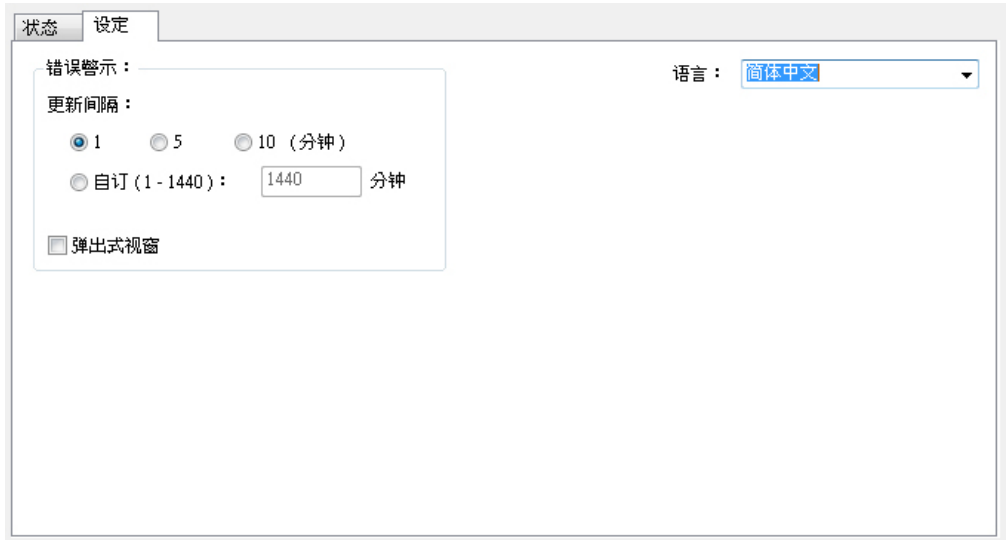 状态 设定
错误警示： 语言： 简体中文
更新间隔：
1 5 10 (分钟)
自订(1-1440)： 1440 分钟
弹出式视窗